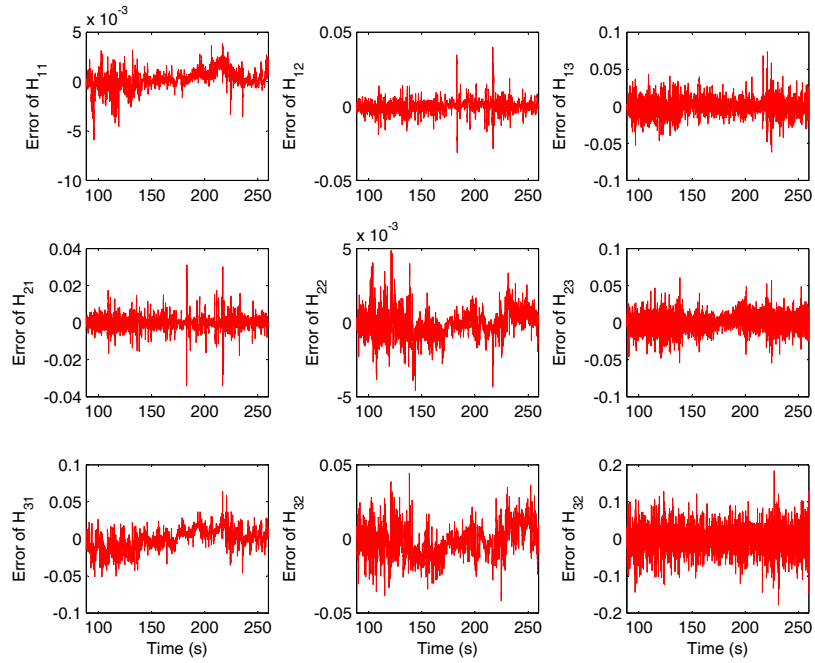 x 10⁻³
5
0
-5
-10
100 150 200 250
Error of H₁₁
0.05
0
-0.05
100 150 200 250
Error of H₁₂
0.1
0.05
0
-0.05
-0.1
100 150 200 250
Error of H₁₃
0.04
0.02
0
-0.02
-0.04
100 150 200 250
Error of H₂₁
x 10⁻³
5
0
-5
100 150 200 250
Error of H₂₂
0.1
0.05
0
-0.05
-0.1
100 150 200 250
Error of H₂₃
0.1
0.05
0
-0.05
-0.1
100 150 200 250
Error of H₃₁
Time (s)
0.05
0
-0.05
100 150 200 250
Error of H₃₂
Time (s)
0.2
0.1
0
-0.1
-0.2
100 150 200 250
Error of H₃₂
Time (s)